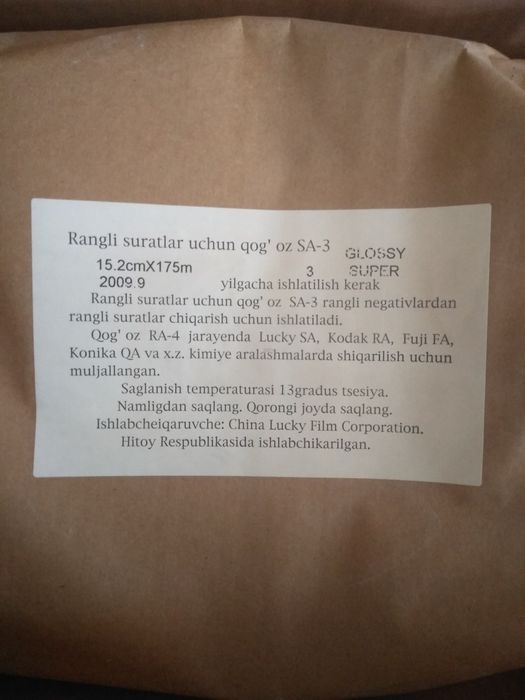 Rangli suratlar uchun qog' oz SA-3 GLOSSY
15.2cmX175m 3 SUPER
2009.9 yilgacha ishlatilish kerak
Rangli suratlar uchun qog' oz SA-3 rangli negativlardan
rangli suratlar chiqarish uchun ishlatiladi.
Qog' oz RA-4 jarayenda Lucky SA, Kodak RA, Fuji FA,
Konika QA va x.z. kimiye aralashmalarda shiqarilish uchun
muljallangan.
Saglanish temperaturasi 13gradus tsesiya.
Namligdan saqlang. Qorongi joyda saqlang.
Ishlabcheiqaruvche: China Lucky Film Corporation.
Hitoy Respublikasida ishlabchikarilgan.